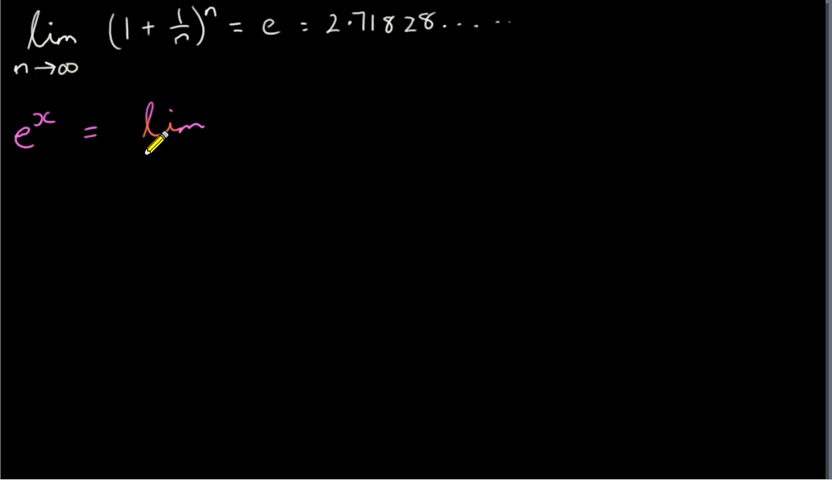 lim (1 + 1/n)^n = e = 2.71828.....
n→∞
e^x = lim